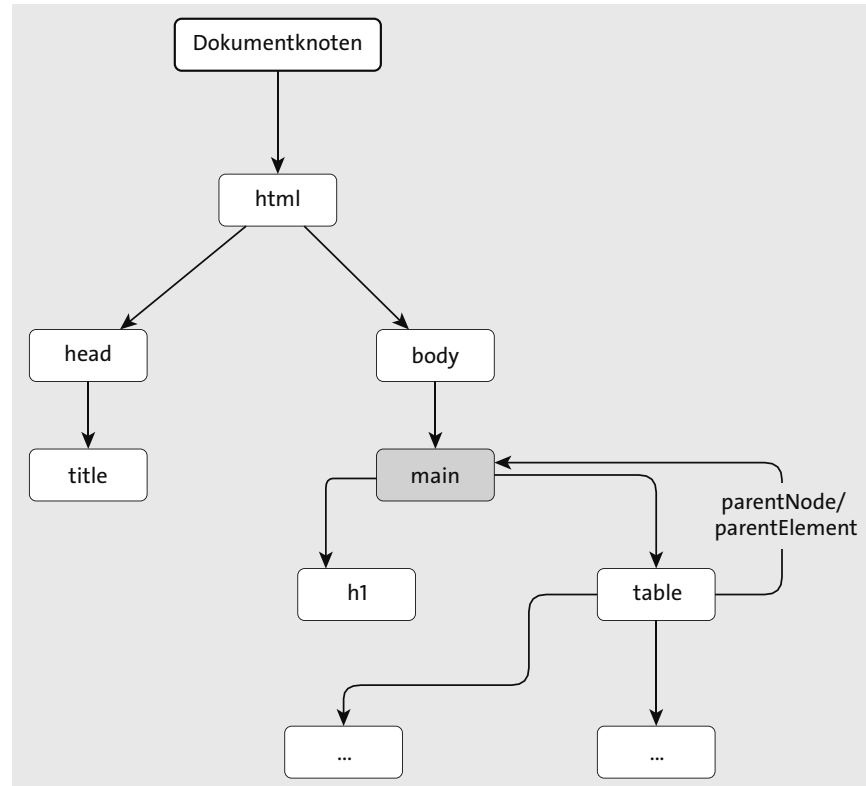 Dokumentknoten
html
head
body
title
main
parentNode/
parentElement
h1
table
...
...